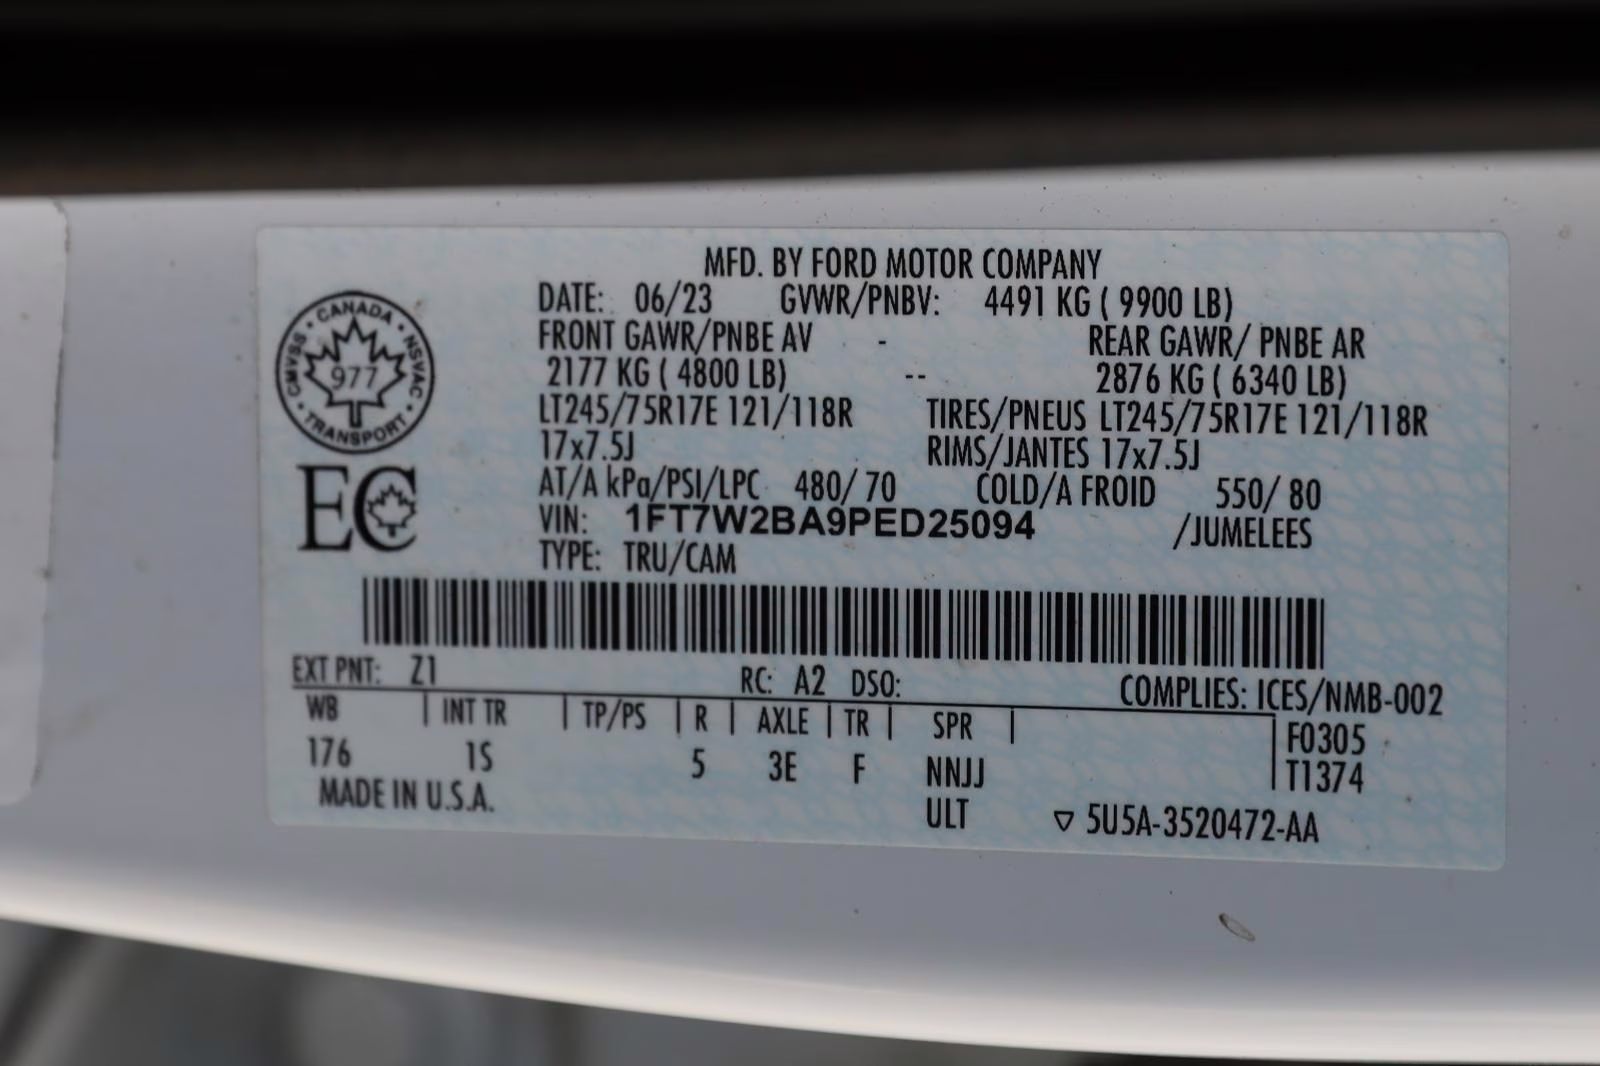 MFD. BY FORD MOTOR COMPANY
DATE: 06/23 GVWR/PNBV: 4491 KG ( 9900 LB)
FRONT GAWR/PNBE AV - REAR GAWR/ PNBE AR
2177 KG ( 4800 LB) -- 2876 KG ( 6340 LB)
LT245/75R17E 121/118R TIRES/PNEUS LT245/75R17E 121/118R
17x7.5J RIMS/JANTES 17x7.5J
AT/A kPa/PSI/LPC 480/ 70 COLD/A FROID 550/ 80
VIN: 1FT7W2BA9PED25094 /JUMELEES
TYPE: TRU/CAM
CANADA • NSVAC • TRANSPORT • CMVSS •
977
EC
EXT PNT: Z1 RC: A2 DSO:
COMPLIES: ICES/NMB-002
WB | INT TR | TP/PS | R | AXLE | TR | SPR | F0305
176 1S 5 3E F NNJJ T1374
MADE IN U.S.A. ULT ▽ 5U5A-3520472-AA